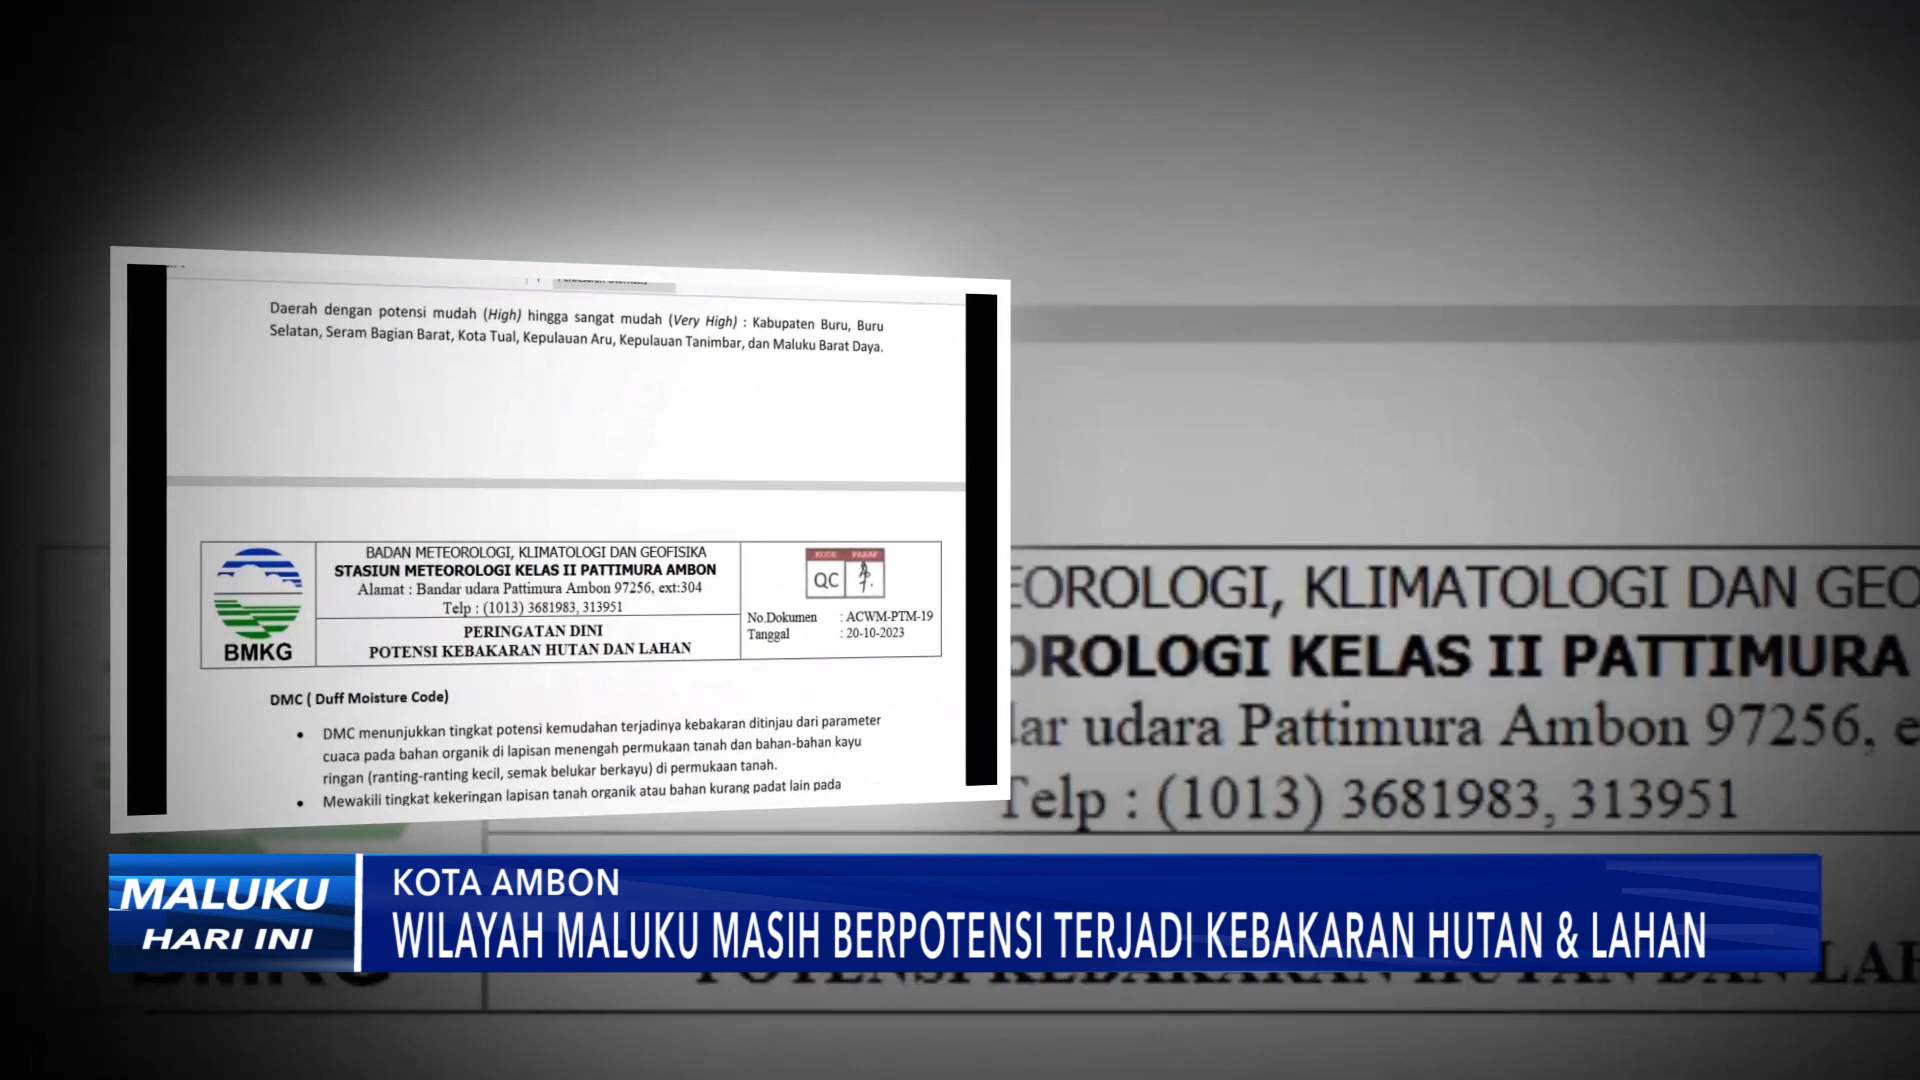 Daerah dengan potensi mudah (High) hingga sangat mudah (Very High) : Kabupaten Buru, Buru
Selatan, Seram Bagian Barat, Kota Tual, Kepulauan Aru, Kepulauan Tanimbar, dan Maluku Barat Daya.
BMKG
BADAN METEOROLOGI, KLIMATOLOGI DAN GEOFISIKA
STASIUN METEOROLOGI KELAS II PATTIMURA AMBON
Alamat : Bandar udara Pattimura Ambon 97256, ext:304
Telp : (1013) 3681983, 313951
PERINGATAN DINI
POTENSI KEBAKARAN HUTAN DAN LAHAN
KODE PARAF
QC
No.Dokumen : ACWM-PTM-19
Tanggal : 20-10-2023
DMC ( Duff Moisture Code)
• DMC menunjukkan tingkat potensi kemudahan terjadinya kebakaran ditinjau dari parameter
cuaca pada bahan organik di lapisan menengah permukaan tanah dan bahan-bahan kayu
ringan (ranting-ranting kecil, semak belukar berkayu) di permukaan tanah.
• Mewakili tingkat kekeringan lapisan tanah organik atau bahan kurang padat lain pada
EOROLOGI, KLIMATOLOGI DAN GEO
OROLOGI KELAS II PATTIMURA
dar udara Pattimura Ambon 97256, e
Telp : (1013) 3681983, 313951
MALUKU
HARI INI
KOTA AMBON
WILAYAH MALUKU MASIH BERPOTENSI TERJADI KEBAKARAN HUTAN & LAHAN